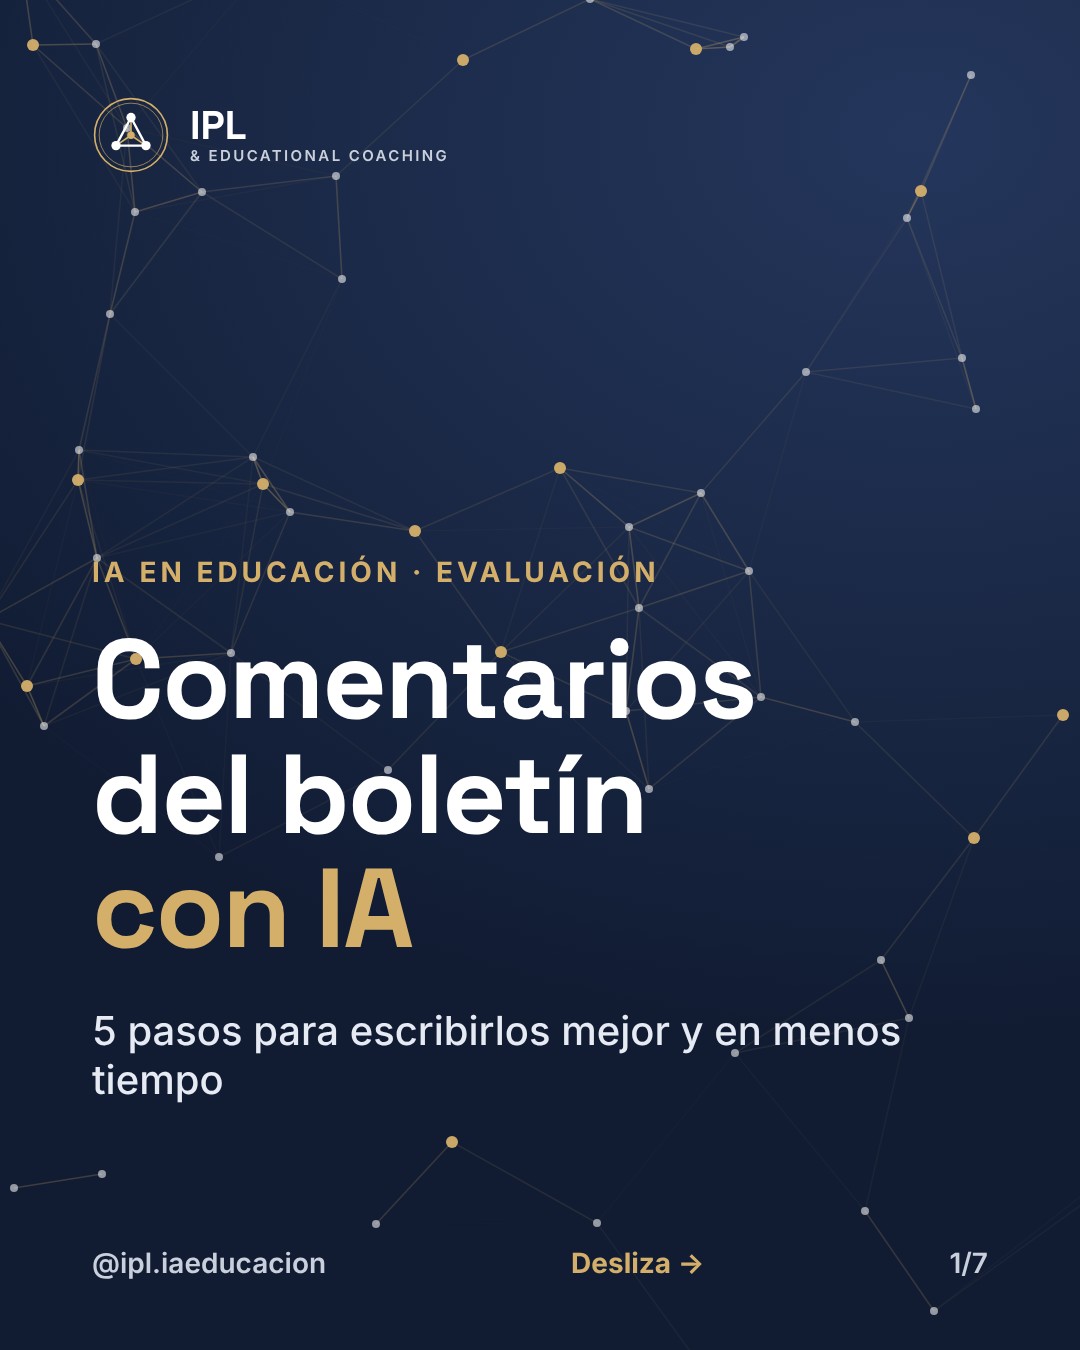 IPL
& EDUCATIONAL COACHING
IA EN EDUCACIÓN · EVALUACIÓN
Comentarios
del boletín
con IA
5 pasos para escribirlos mejor y en menos
tiempo
@ipl.iaeducacion
Desliza →
1/7